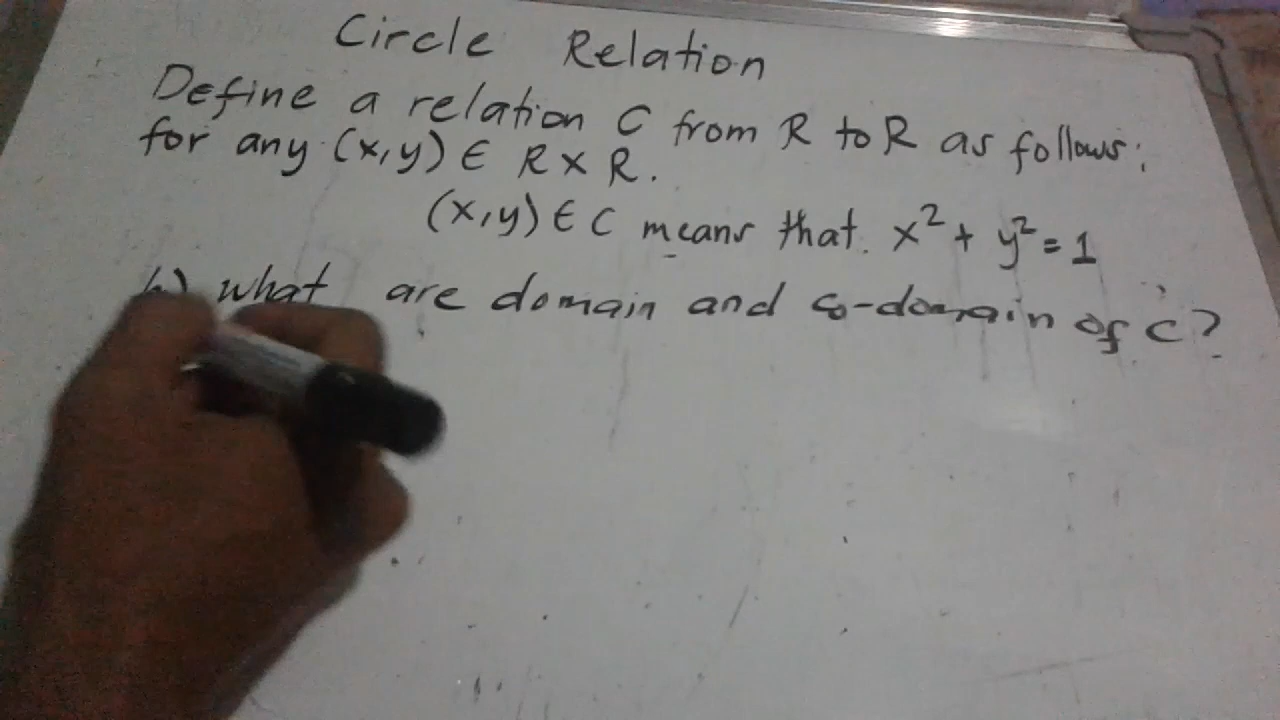 Circle Relation
Define a relation C from R to R as follows:
for any (x,y) ∈ R x R.
(x,y) ∈ C means that. x² + y² = 1
b) what are domain and co-domain of C?